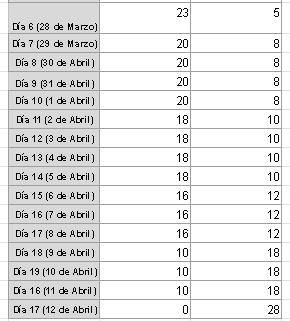 Día 6 (28 de Marzo) 23 5
Día 7 (29 de Marzo) 20 8
Día 8 (30 de Abril) 20 8
Día 9 (31 de Abril) 20 8
Día 10 (1 de Abril) 20 8
Día 11 (2 de Abril) 18 10
Día 12 (3 de Abril) 18 10
Día 13 (4 de Abril) 18 10
Día 14 (5 de Abril) 18 10
Día 15 (6 de Abril) 16 12
Día 16 (7 de Abril) 16 12
Día 17 (8 de Abril) 16 12
Día 18 (9 de Abril) 10 18
Día 19 (10 de Abril) 10 18
Día 16 (11 de Abril) 10 18
Día 17 (12 de Abril) 0 28